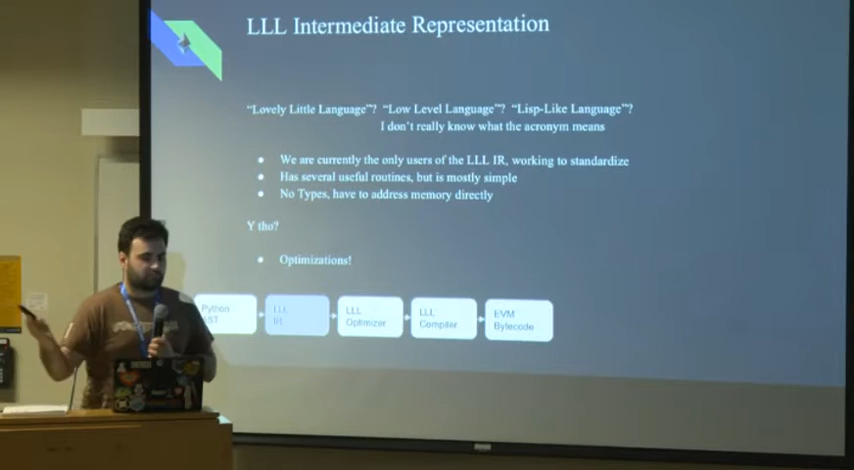 LLL Intermediate Representation
“Lovely Little Language”? “Low Level Language”? “Lisp-Like Language”?
I don't really know what the acronym means
● We are currently the only users of the LLL IR, working to standardize
● Has several useful routines, but is mostly simple
● No Types, have to address memory directly
Y tho?
● Optimizations!
Python
AST
LLL
IR
LLL
Optimizer
LLL
Compiler
EVM
Bytecode